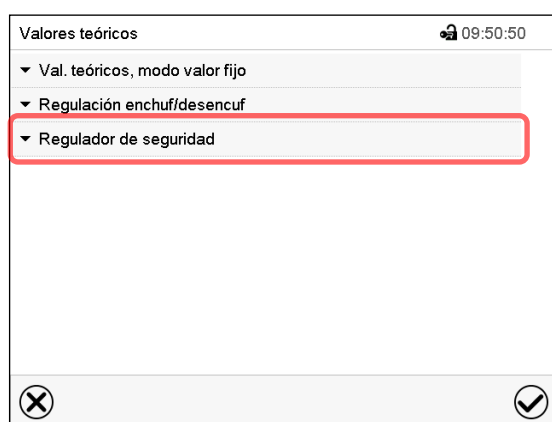 Valores teóricos 09:50:50
Val. teóricos, modo valor fijo
Regulación enchuf/desencuf
Regulador de seguridad